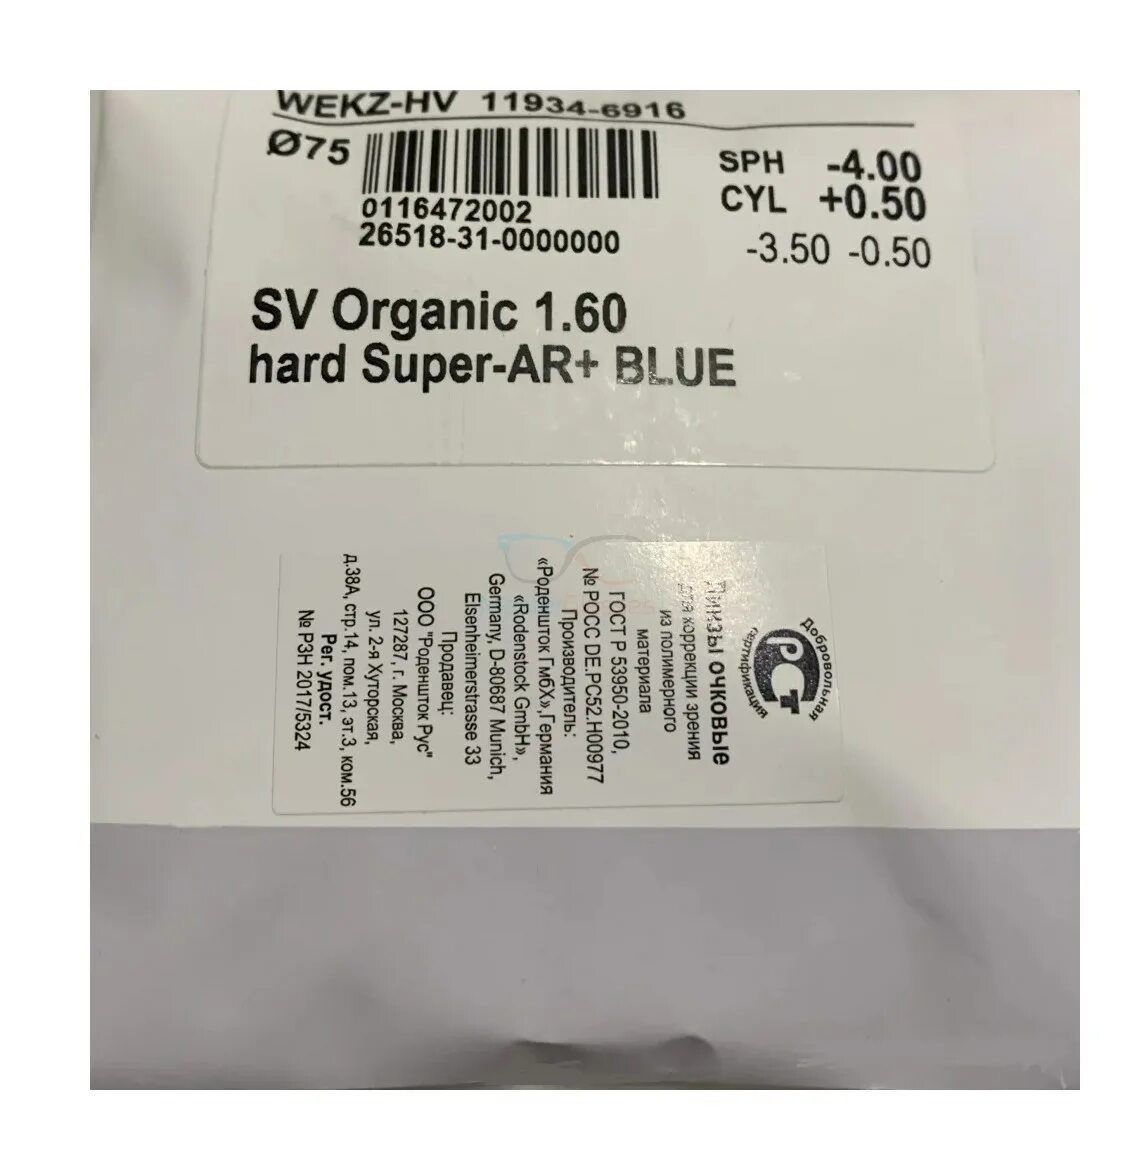 WEKZ-HV 11934-6916
Ø75
SPH -4.00
CYL +0.50
-3.50 -0.50
0116472002
26518-31-0000000
SV Organic 1.60
hard Super-AR+ BLUE
Добровольная
РСТ
сертификация
Линзы очковые
для коррекции зрения
из полимерного
материала
ГОСТ Р 53950-2010,
№ РОСС DE.РС52.Н00977
Производитель:
«Роденшток ГмбХ»,Германия
«Rodenstock GmbH»,
Germany, D-80687 Munich,
Elsenheimerstrasse 33
Продавец:
ООО "Роденшток Рус"
127287, г. Москва,
ул. 2-я Хуторская,
д.38А, стр.14, пом.13, эт.3, ком.56
Рег. удост.
№ РЗН 2017/5324